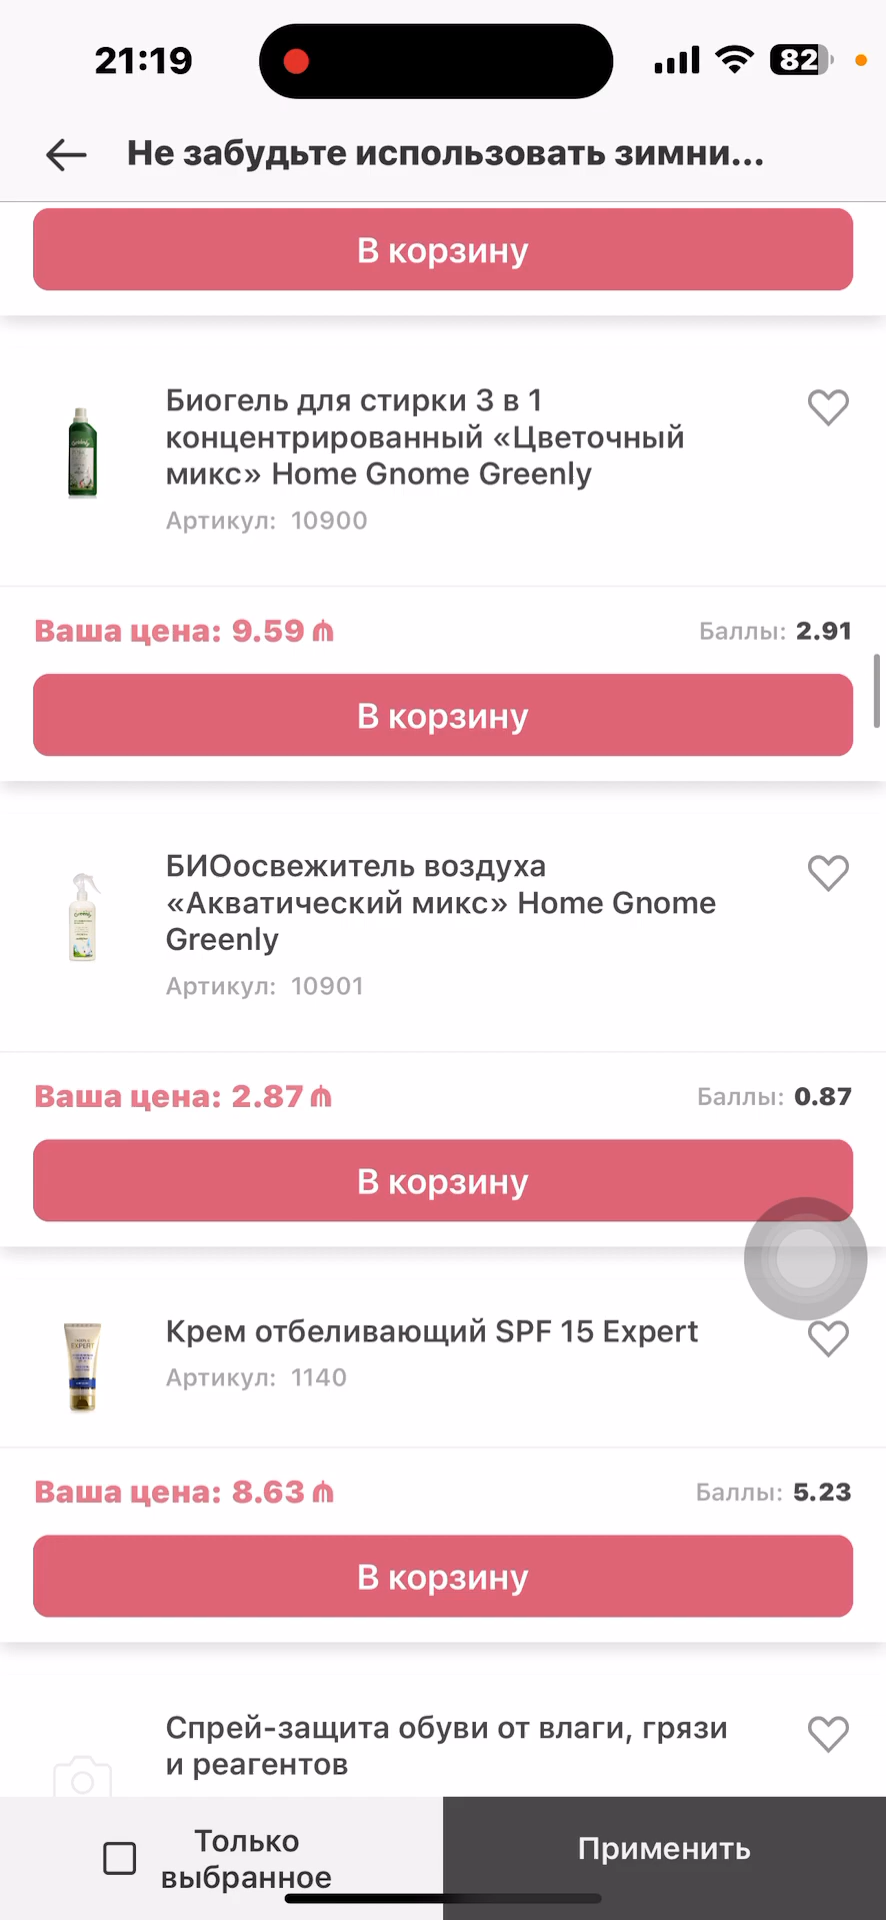 21:19
82
Не забудьте использовать зимни...
В корзину
Биогель для стирки 3 в 1
концентрированный «Цветочный
микс» Home Gnome Greenly
Артикул: 10900
Ваша цена: 9.59 ₼
Баллы: 2.91
В корзину
БИОосвежитель воздуха
«Акватический микс» Home Gnome
Greenly
Артикул: 10901
Ваша цена: 2.87 ₼
Баллы: 0.87
В корзину
EXPERT
Крем отбеливающий SPF 15 Expert
Артикул: 1140
Ваша цена: 8.63 ₼
Баллы: 5.23
В корзину
Спрей-защита обуви от влаги, грязи
и реагентов
Только
выбранное
Применить